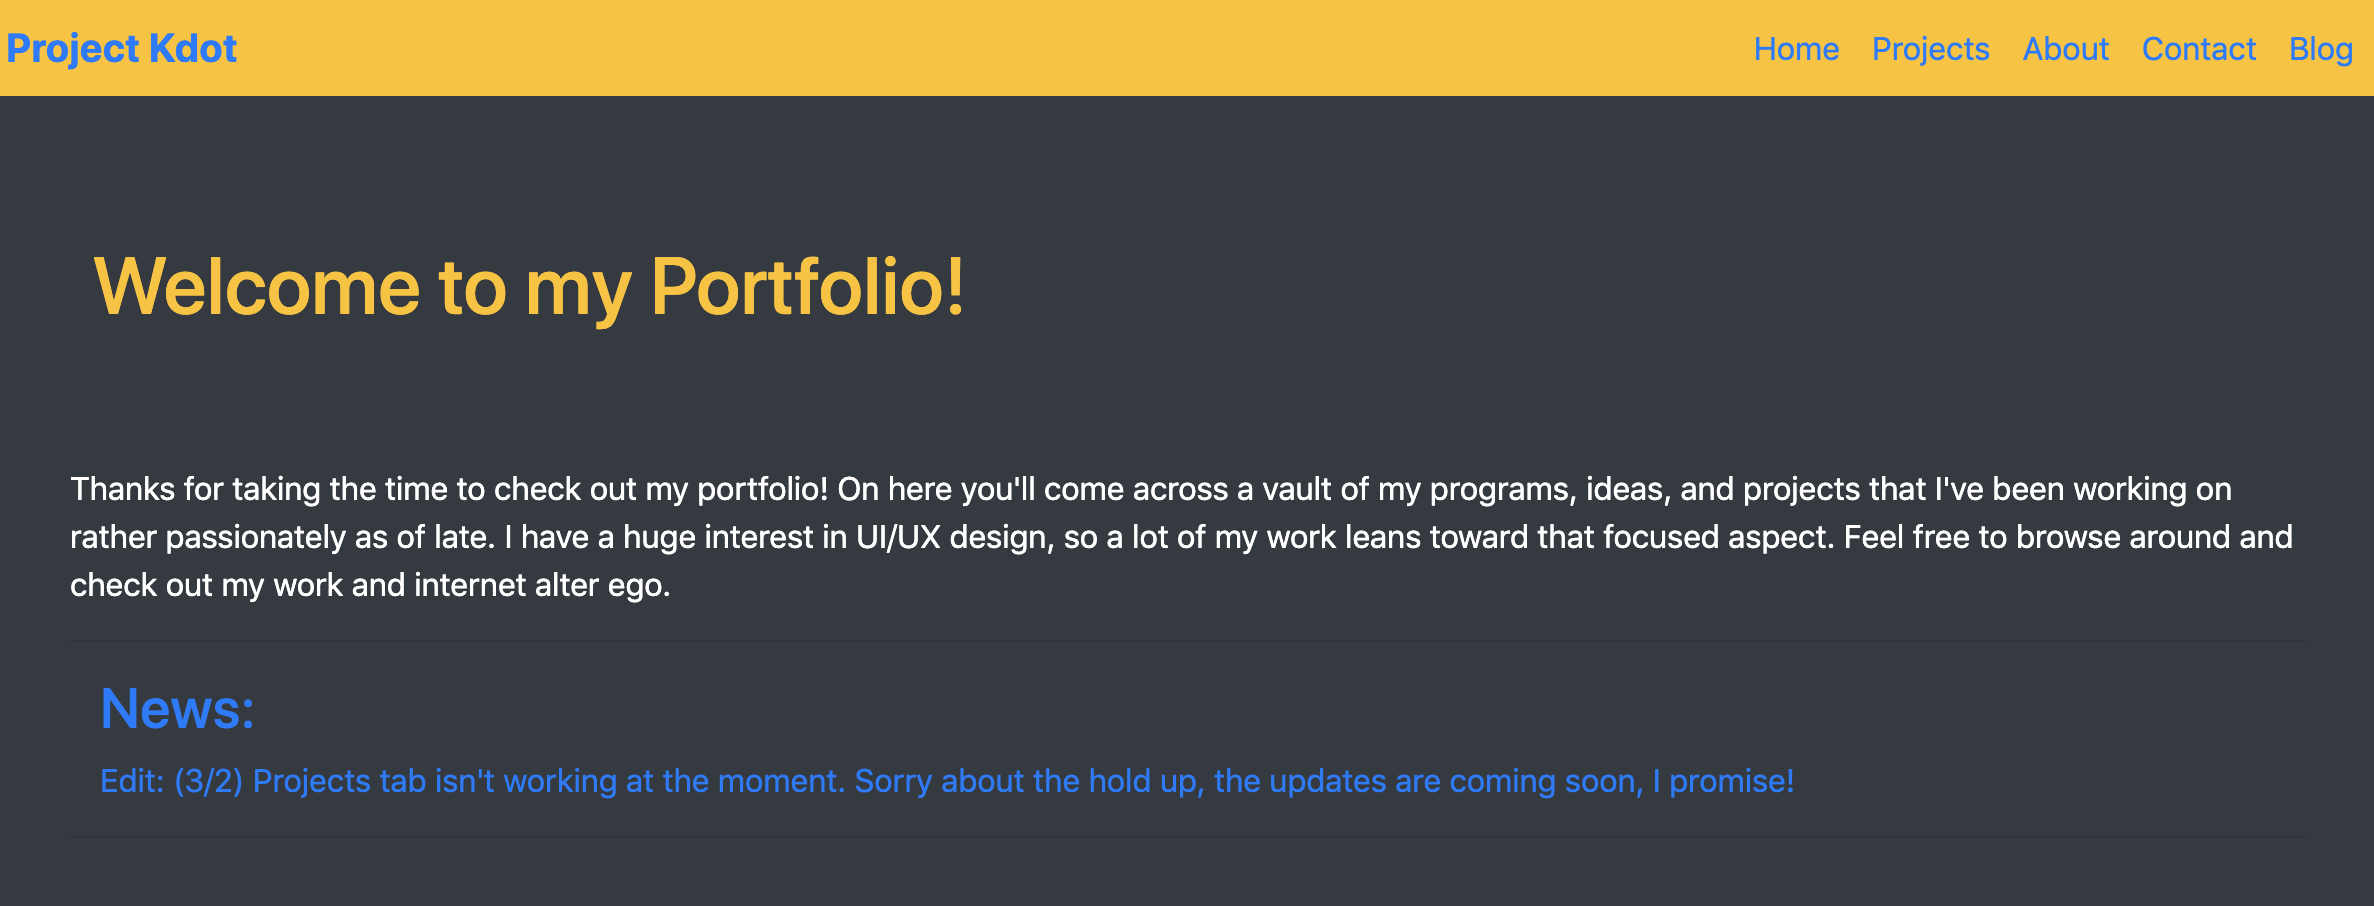 Project Kdot
Home Projects About Contact Blog
Welcome to my Portfolio!
Thanks for taking the time to check out my portfolio! On here you'll come across a vault of my programs, ideas, and projects that I've been working on
rather passionately as of late. I have a huge interest in UI/UX design, so a lot of my work leans toward that focused aspect. Feel free to browse around and
check out my work and internet alter ego.
News:
Edit: (3/2) Projects tab isn't working at the moment. Sorry about the hold up, the updates are coming soon, I promise!